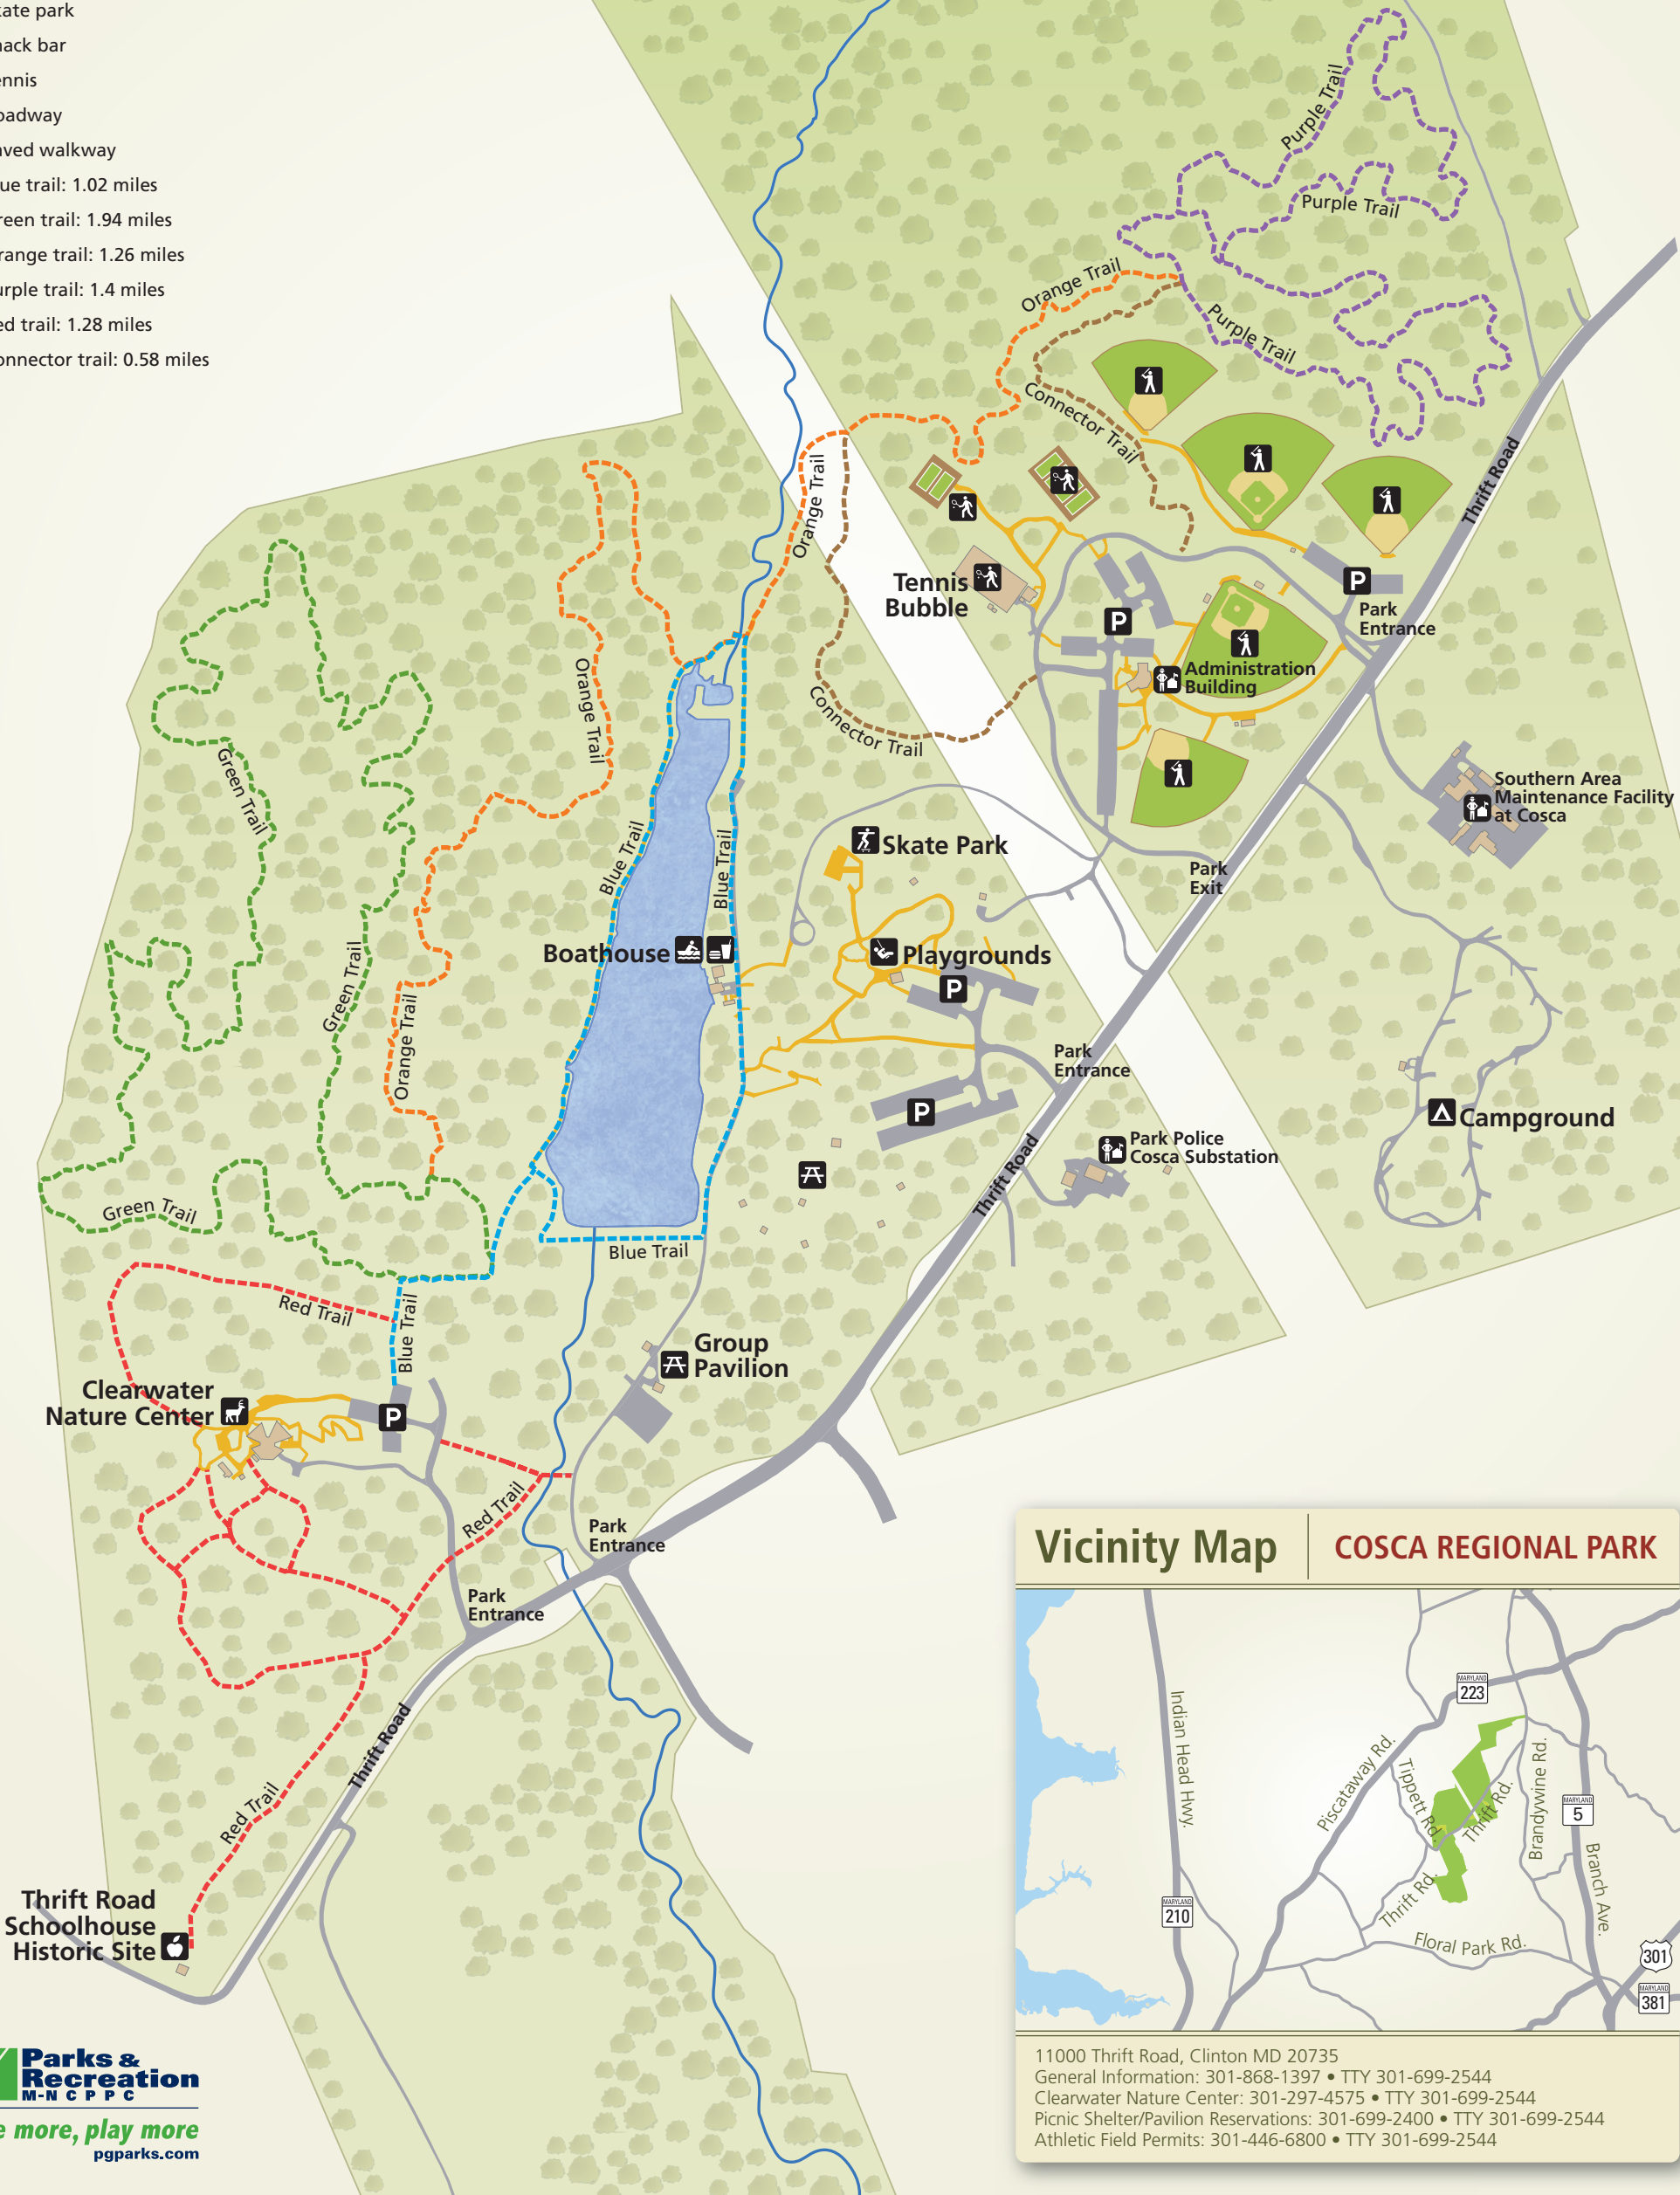 kate park
nack bar
ennis
oadway
aved walkway
ue trail: 1.02 miles
reen trail: 1.94 miles
range trail: 1.26 miles
urple trail: 1.4 miles
ed trail: 1.28 miles
onnector trail: 0.58 miles
Purple Trail
Purple Trail
Orange Trail
Purple Trail
Connector Trail
Thrift Road
Orange Trail
Tennis
Bubble
P
P
Park
Entrance
Administration
Building
Orange Trail
Connector Trail
Green Trail
Southern Area
Maintenance Facility
at Cosca
Blue Trail
Blue Trail
Skate Park
Park
Exit
Boathouse
Playgrounds
P
Green Trail
Orange Trail
Park
Entrance
P
Campground
Park Police
Cosca Substation
Thrift Road
Green Trail
Blue Trail
Red Trail
Blue Trail
Group
Pavilion
Clearwater
Nature Center
P
Red Trail
Park
Entrance
Park
Entrance
Thrift Road
Red Trail
Thrift Road
Schoolhouse
Historic Site
Parks &
Recreation
M-NCPPC
e more, play more
pgparks.com
Vicinity Map
COSCA REGIONAL PARK
MARYLAND
223
Indian Head Hwy.
Piscataway Rd.
Tippett Rd.
Thrift Rd.
Brandywine Rd.
MARYLAND
5
Branch Ave.
MARYLAND
210
Thrift Rd.
Floral Park Rd.
301
MARYLAND
381
11000 Thrift Road, Clinton MD 20735
General Information: 301-868-1397 • TTY 301-699-2544
Clearwater Nature Center: 301-297-4575 • TTY 301-699-2544
Picnic Shelter/Pavilion Reservations: 301-699-2400 • TTY 301-699-2544
Athletic Field Permits: 301-446-6800 • TTY 301-699-2544